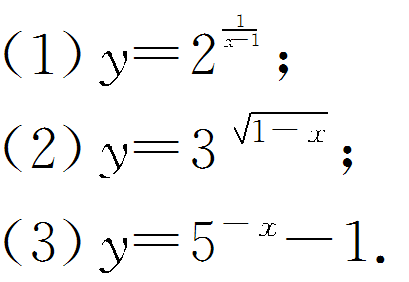 (1) y=2^{\frac{1}{x-1}};
(2) y=3^{\sqrt{1-x}};
(3) y=5^{-x}-1.